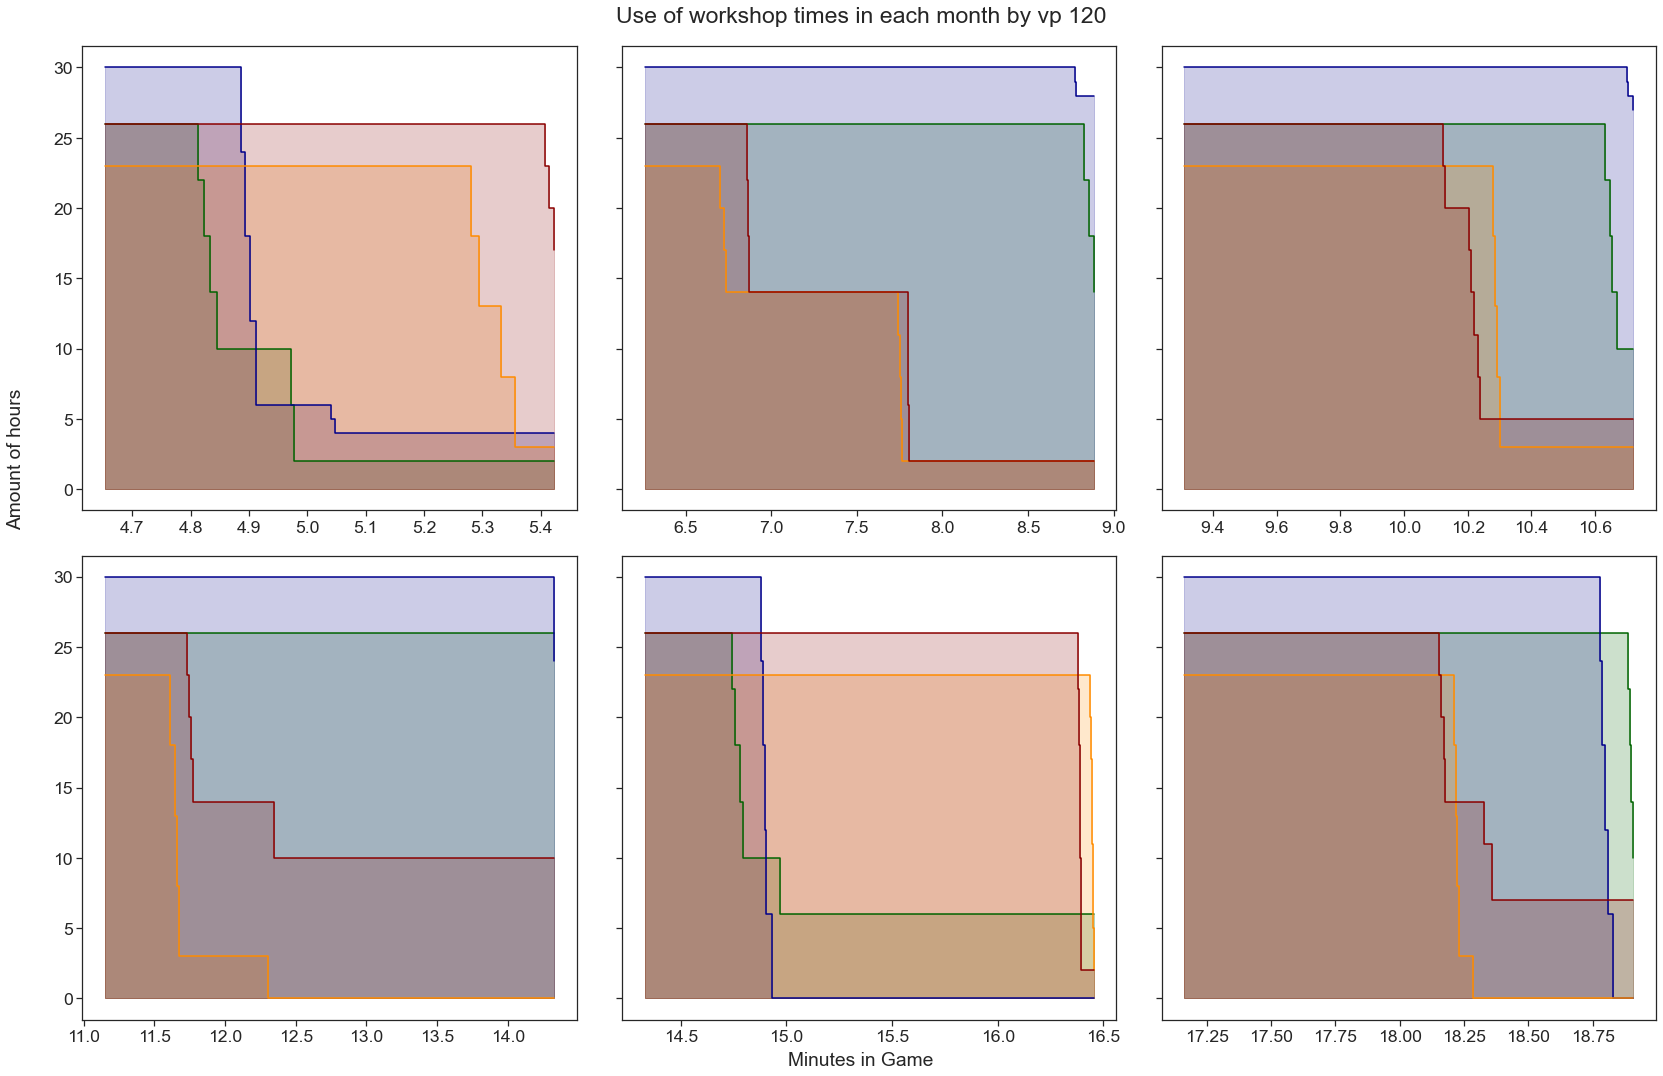 Use of workshop times in each month by vp 120
30
25
20
15
10
5
0
4.7 4.8 4.9 5.0 5.1 5.2 5.3 5.4
6.5 7.0 7.5 8.0 8.5 9.0
9.4 9.6 9.8 10.0 10.2 10.4 10.6
Amount of hours
30
25
20
15
10
5
0
11.0 11.5 12.0 12.5 13.0 13.5 14.0
14.5 15.0 15.5 16.0 16.5
17.25 17.50 17.75 18.00 18.25 18.50 18.75
Minutes in Game